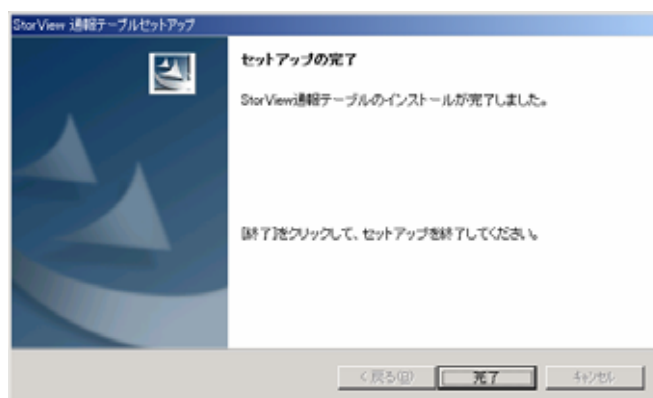 StorView 通報テーブルセットアップ
セットアップの完了
StorView通報テーブルのインストールが完了しました。
[終了]をクリックして、セットアップを終了してください。
< 戻る(B)
完了
キャンセル